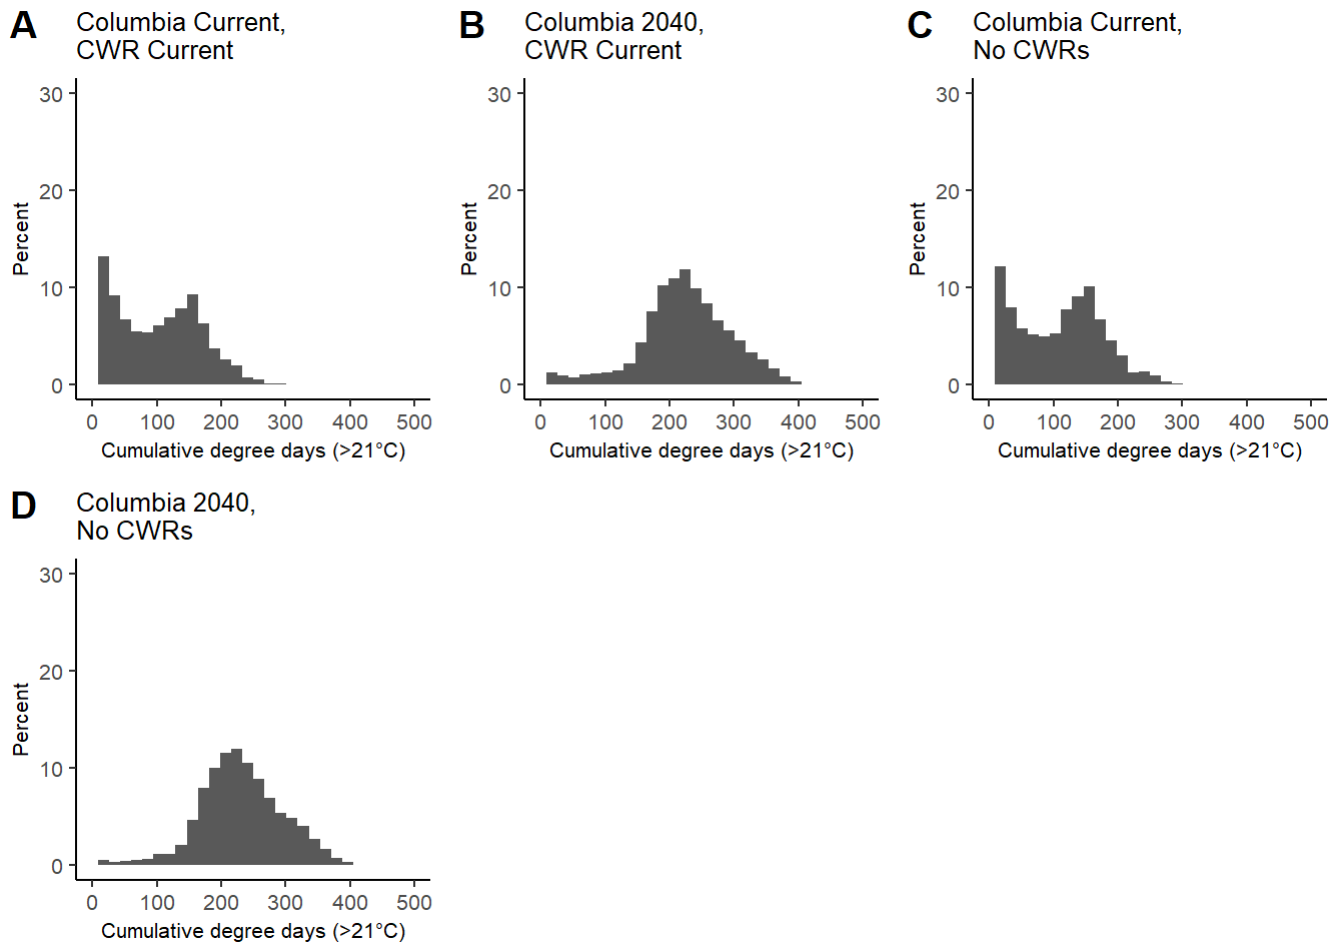 A
Columbia Current,
CWR Current
30
20
10
0
Percent
0 100 200 300 400 500
Cumulative degree days (>21°C)
B
Columbia 2040,
CWR Current
30
20
10
0
Percent
0 100 200 300 400 500
Cumulative degree days (>21°C)
C
Columbia Current,
No CWRs
30
20
10
0
Percent
0 100 200 300 400 500
Cumulative degree days (>21°C)
D
Columbia 2040,
No CWRs
30
20
10
0
Percent
0 100 200 300 400 500
Cumulative degree days (>21°C)